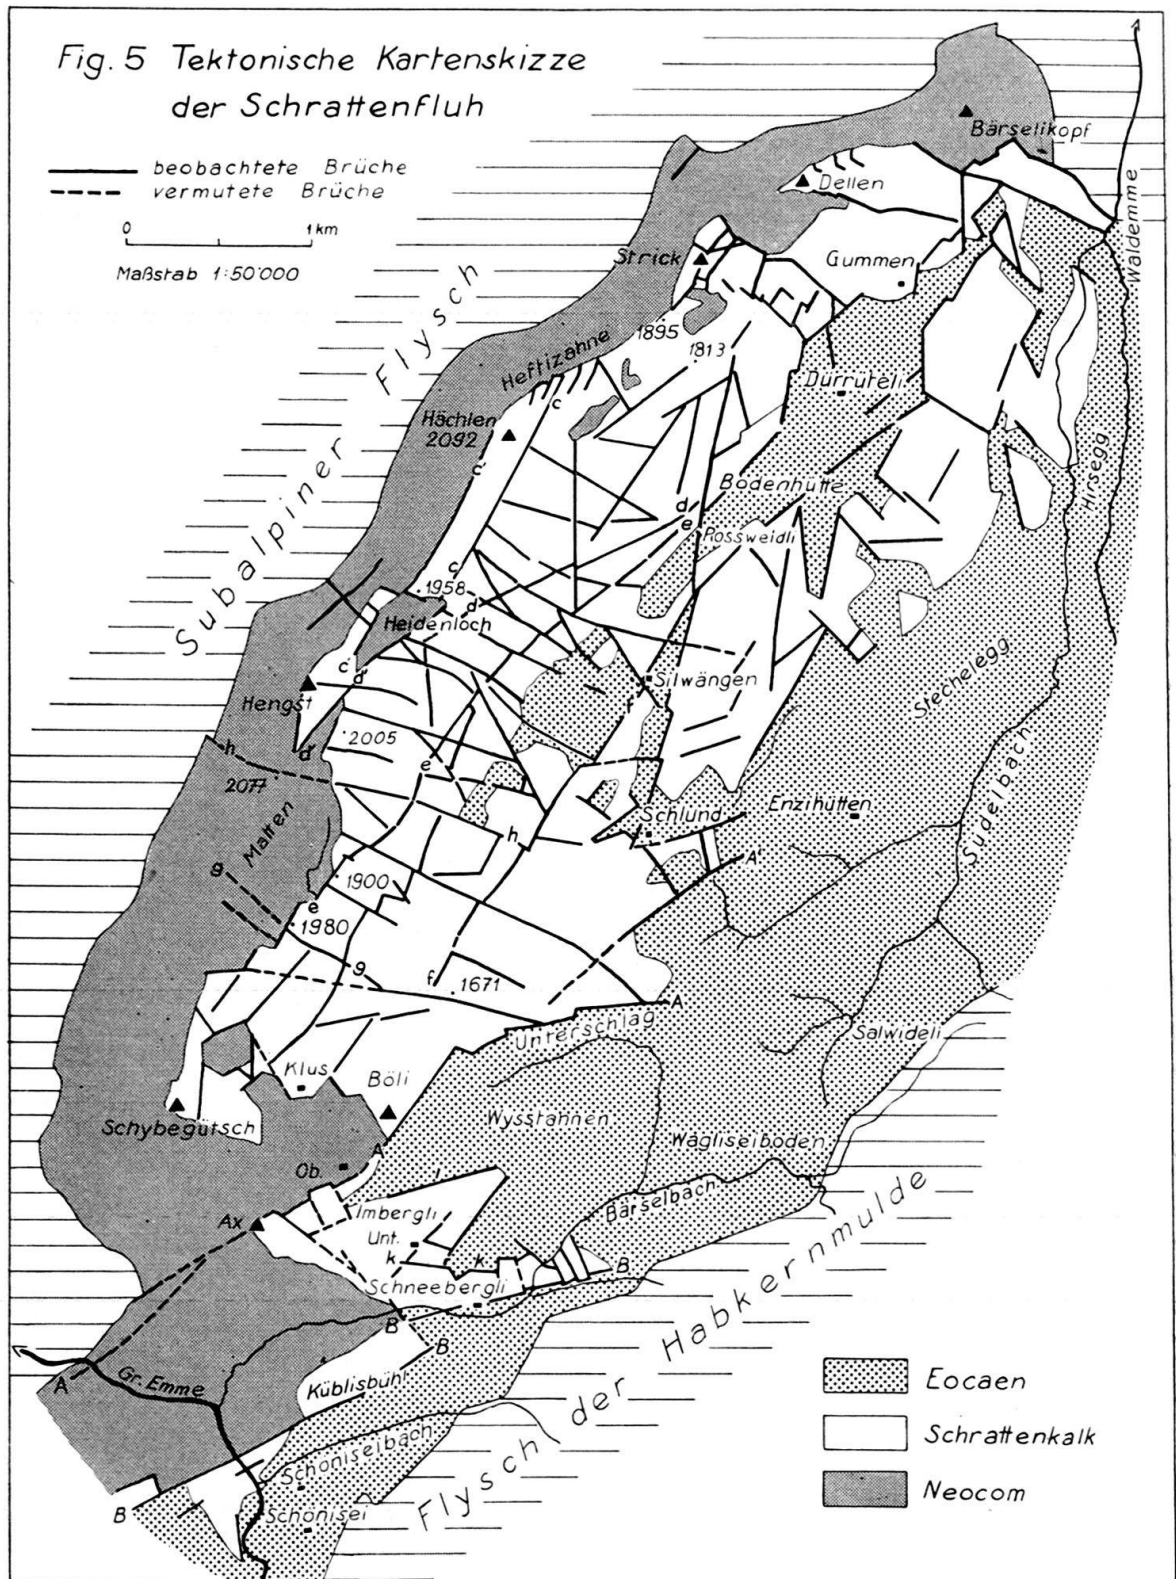 Fig. 5 Tektonische Kartenskizze
der Schrattenfluh
beobachtete Brüche
vermutete Brüche
0 1 km
Maßstab 1:50'000
Bärselikopf
Dellen
Waldemme
Strick
Gummen
Subalpiner Flysch
1895
1813
Heftizähne
Dürrüteli
c
Hächlen
2092
c'
Hirsegg
Bodenhütte
d
e
Rossweidli
c
1958
d
Heidenloch
c'
d'
Stechelegg
Silwängen
f
Hengst
2005
d'
h
e
2077
Schlund
Enzihütten
Sudelbach
Matten
h
A'
g
1900
e
1980
g
f
1671
A
Unterschlag
Salwideli
Klus
Böli
Wysstannen
Schybegütsch
Wagliseiboden
A
Ob.
Bärselbach
Ax
Imbergli
Unt.
k
k
B
Schneebergli
Habkernmulde
B
B
A
Gr. Emme
Küblisbühl
Eocaen
der
Schrattenkalk
Schöniselbach
Flysch
Neocom
B
Schönisei